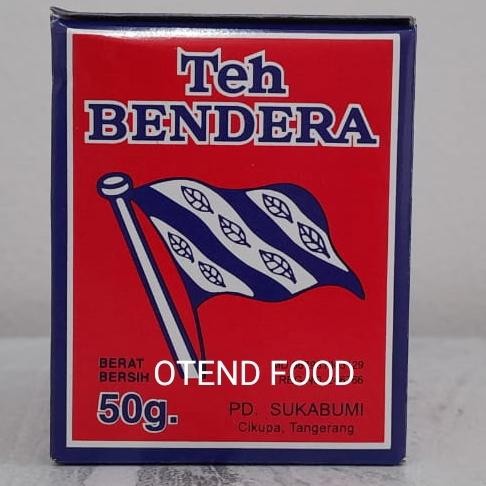 Teh
BENDERA
BERAT
BERSIH
OTEND FOOD
50g.
PD. SUKABUMI
Cikupa, Tangerang